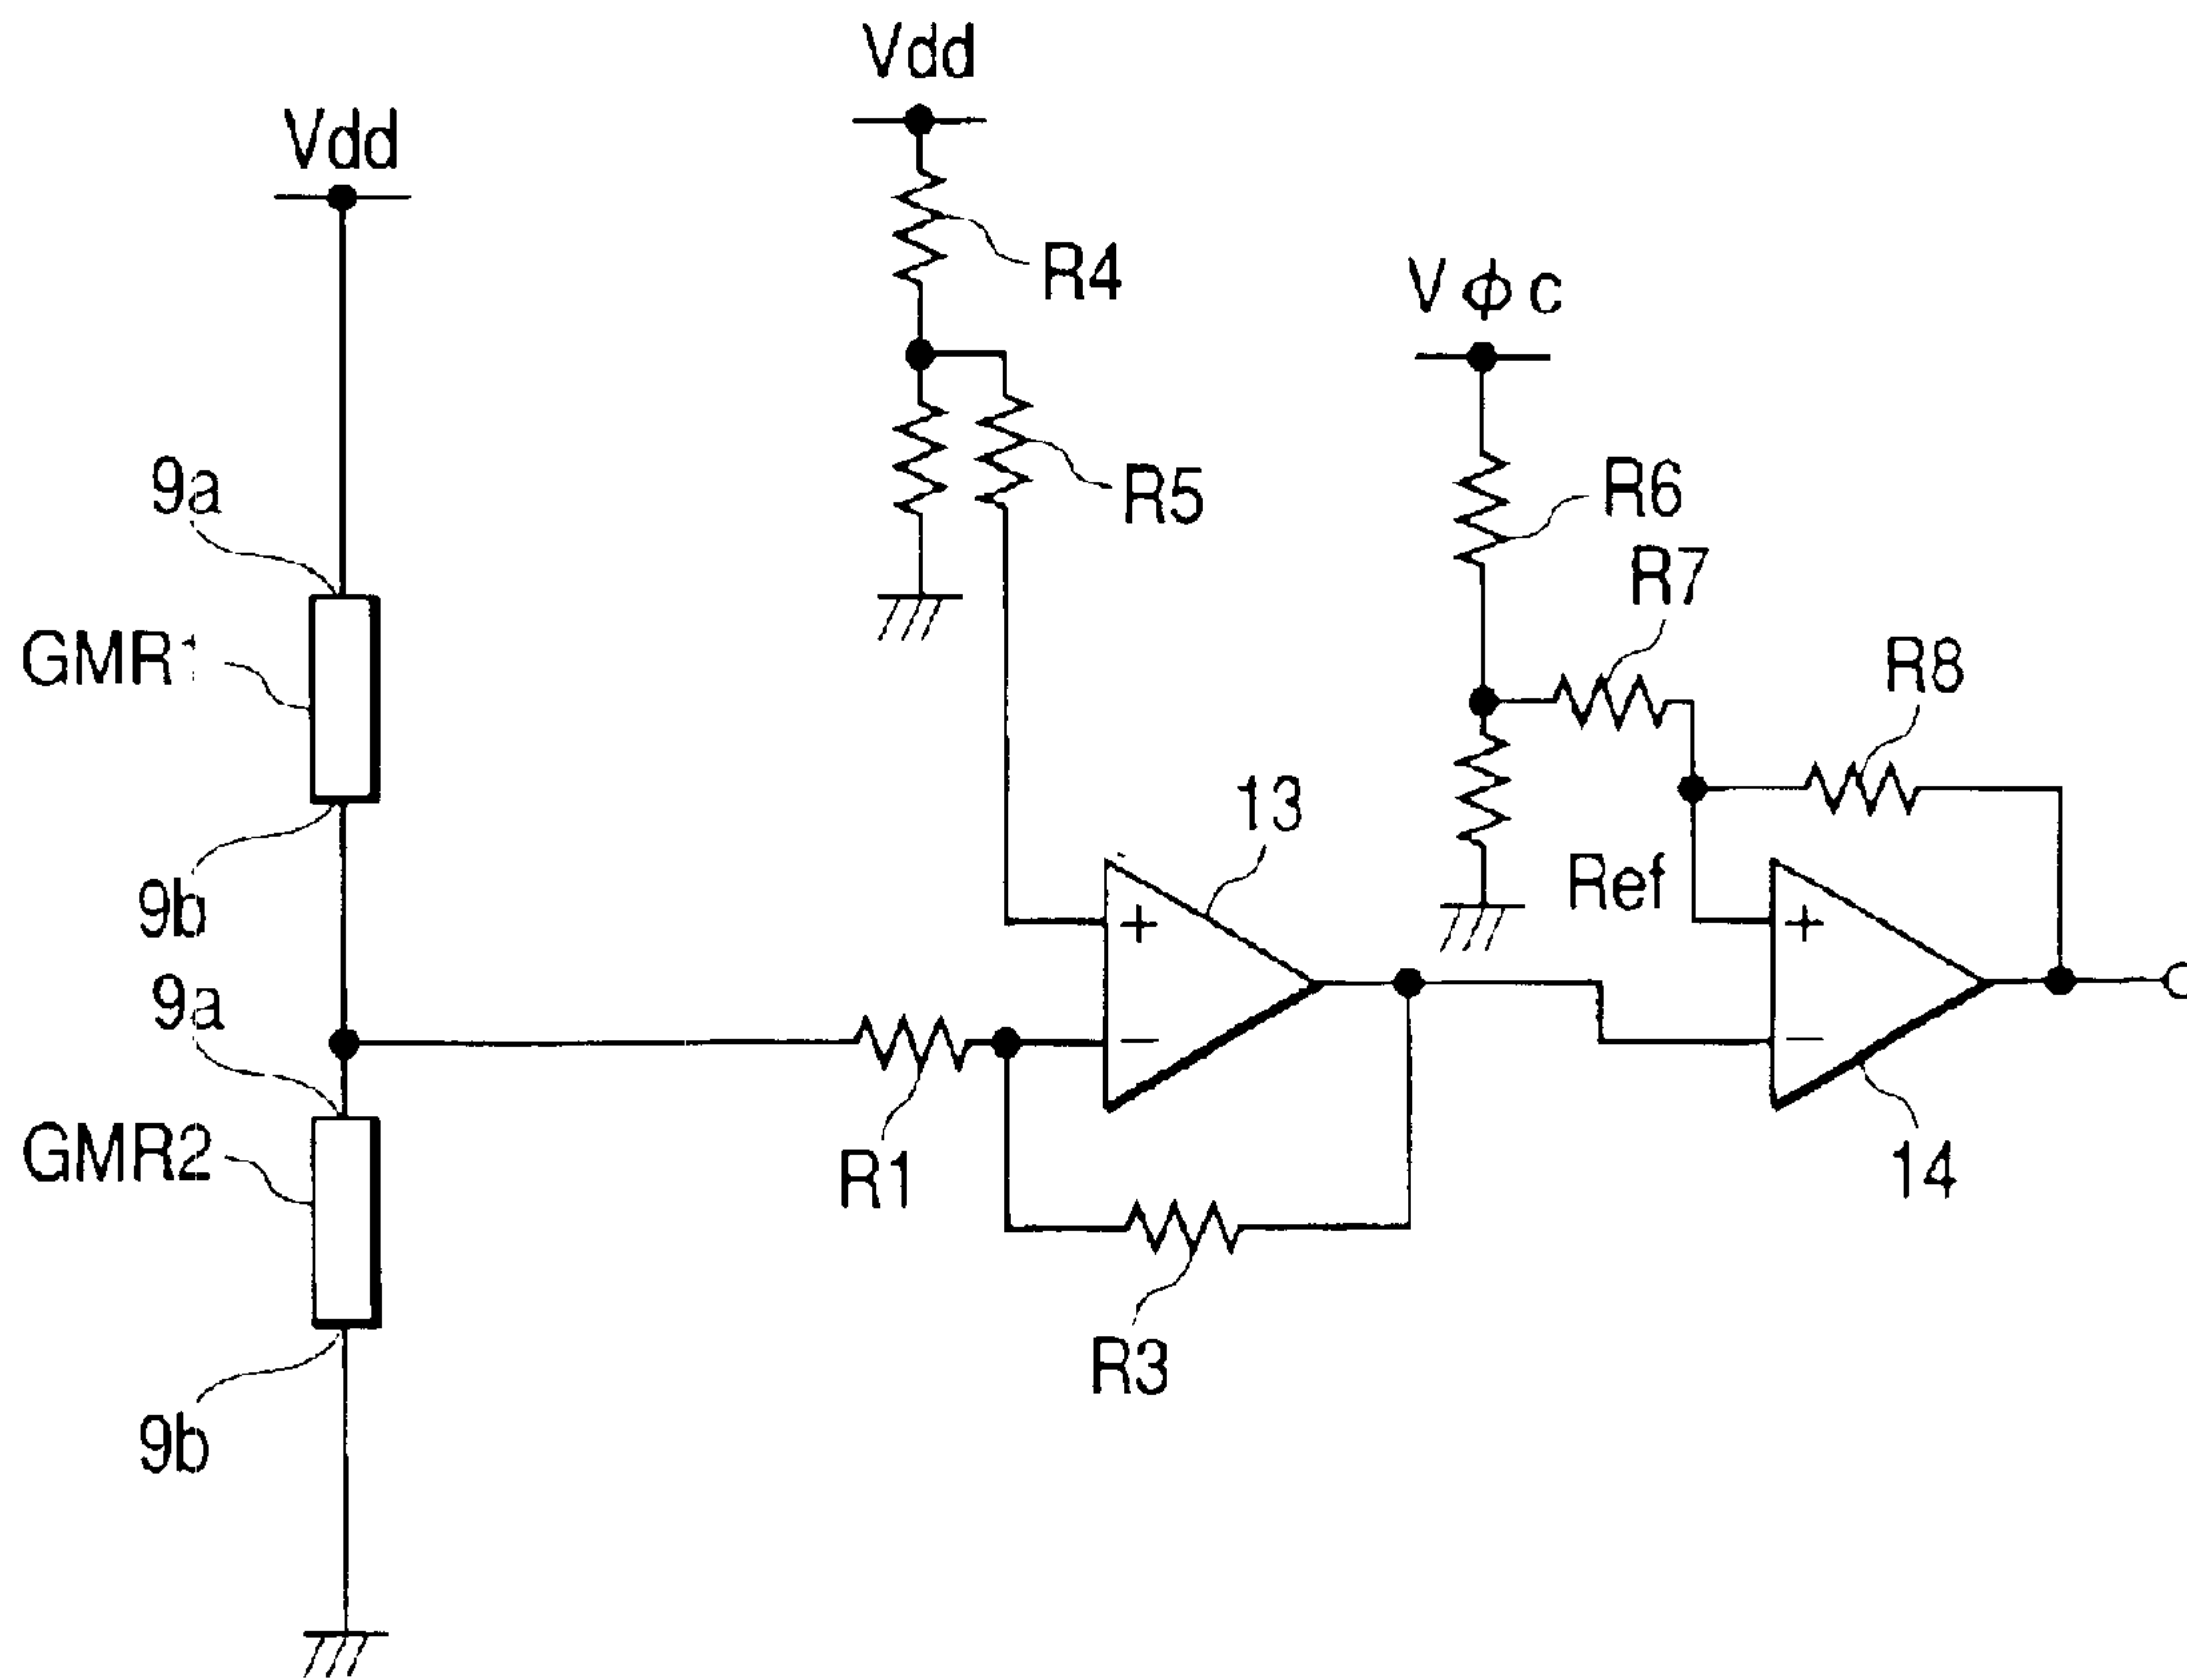 Vdd
Vdd
R4
Vϕc
9a
R5
R6
R7
GMR1
R8
13
9b
Ref
+
+
9a
−
−
GMR2
R1
14
R3
9b